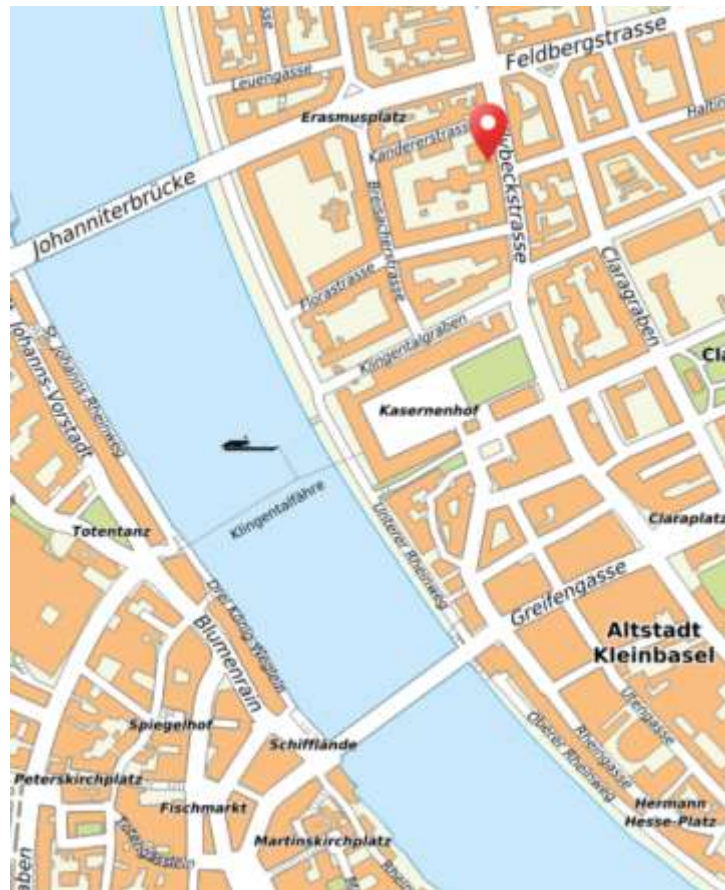 Feldbergstrasse
Leuengasse
Erasmusplatz
Kandererstrasse
Johanniterbrücke
Breisacherstrasse
Florastrasse
Claragraben
St. Johanns-Rheinweg
Johanns-Vorstadt
Klingentalgraben
Kasernenhof
Klingentalfähre
Totentanz
Unterer Rheinweg
Claraplatz
Greifengasse
Drei König-Weglein
Blumenrain
Altstadt
Kleinbasel
Utengasse
Spiegelhof
Schifflände
Oberer Rheinweg
Rheingasse
Peterskirchplatz
Fischmarkt
Hermann
Hesse-Platz
Totengässlein
Martinskirchplatz